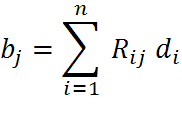 b_j = \sum_{i=1}^{n} R_{ij} d_i